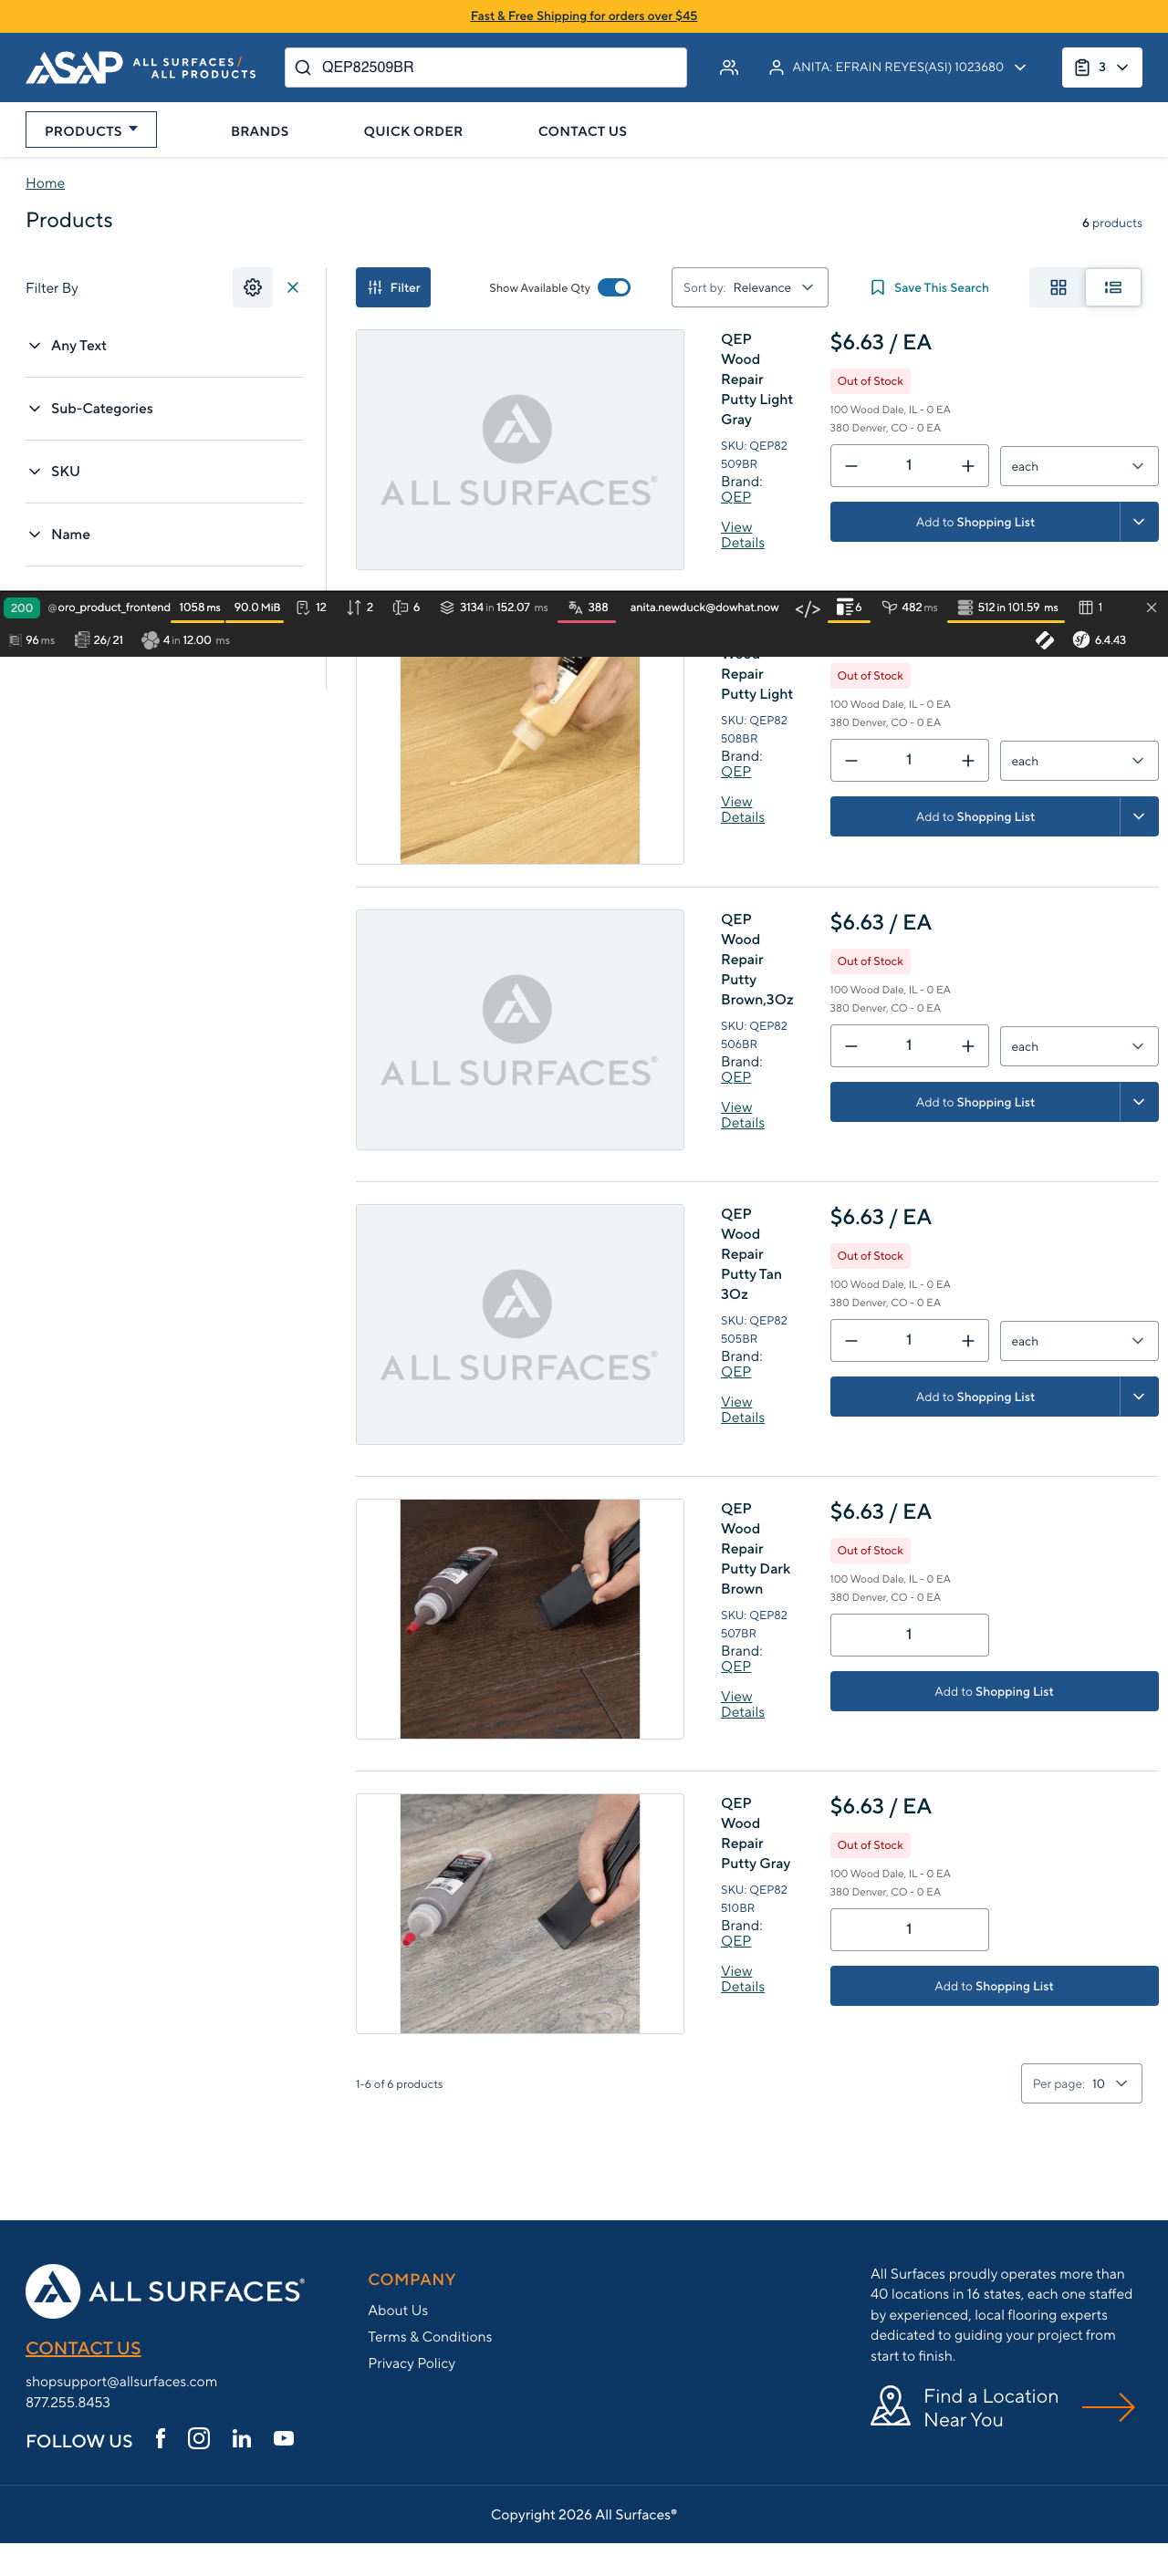 Fast & Free Shipping for orders over $45
ASAP
ALL SURFACES/
ALL PRODUCTS
QEP82509BR
ANITA: EFRAIN REYES(ASI) 1023680
3
PRODUCTS
BRANDS
QUICK ORDER
CONTACT US
Home
Products
6 products
Filter By
Filter
Show Available Qty
Sort by: Relevance
Save This Search
Any Text
Sub-Categories
SKU
Name
ALL SURFACES®
QEP
Wood
Repair
Putty Light
Gray
SKU: QEP82
509BR
Brand:
QEP
View
Details
$6.63 / EA
Out of Stock
100 Wood Dale, IL - 0 EA
380 Denver, CO - 0 EA
1
each
Add to Shopping List
200 @oro_product_frontend 1058 ms 90.0 MiB 12 2 6 3134 in 152.07 ms 388 anita.newduck@dowhat.now </> 6 482 ms 512 in 101.59 ms 1
96 ms 26 / 21 4 in 12.00 ms 6.4.43
Repair
Putty Light
SKU: QEP82
508BR
Brand:
QEP
View
Details
Out of Stock
100 Wood Dale, IL - 0 EA
380 Denver, CO - 0 EA
1
each
Add to Shopping List
ALL SURFACES®
QEP
Wood
Repair
Putty
Brown,3Oz
SKU: QEP82
506BR
Brand:
QEP
View
Details
$6.63 / EA
Out of Stock
100 Wood Dale, IL - 0 EA
380 Denver, CO - 0 EA
1
each
Add to Shopping List
ALL SURFACES®
QEP
Wood
Repair
Putty Tan
3Oz
SKU: QEP82
505BR
Brand:
QEP
View
Details
$6.63 / EA
Out of Stock
100 Wood Dale, IL - 0 EA
380 Denver, CO - 0 EA
1
each
Add to Shopping List
QEP
Wood
Repair
Putty Dark
Brown
SKU: QEP82
507BR
Brand:
QEP
View
Details
$6.63 / EA
Out of Stock
100 Wood Dale, IL - 0 EA
380 Denver, CO - 0 EA
1
Add to Shopping List
QEP
Wood
Repair
Putty Gray
SKU: QEP82
510BR
Brand:
QEP
View
Details
$6.63 / EA
Out of Stock
100 Wood Dale, IL - 0 EA
380 Denver, CO - 0 EA
1
Add to Shopping List
1-6 of 6 products
Per page: 10
ALL SURFACES®
CONTACT US
shopsupport@allsurfaces.com
877.255.8453
FOLLOW US
COMPANY
About Us
Terms & Conditions
Privacy Policy
All Surfaces proudly operates more than
40 locations in 16 states, each one staffed
by experienced, local flooring experts
dedicated to guiding your project from
start to finish.
Find a Location
Near You
Copyright 2026 All Surfaces®